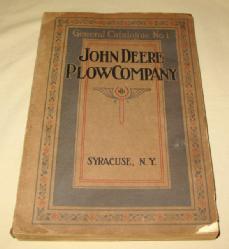 General Catalogue No 1
JOHN DEERE
PLOW COMPANY
SYRACUSE, N.Y.